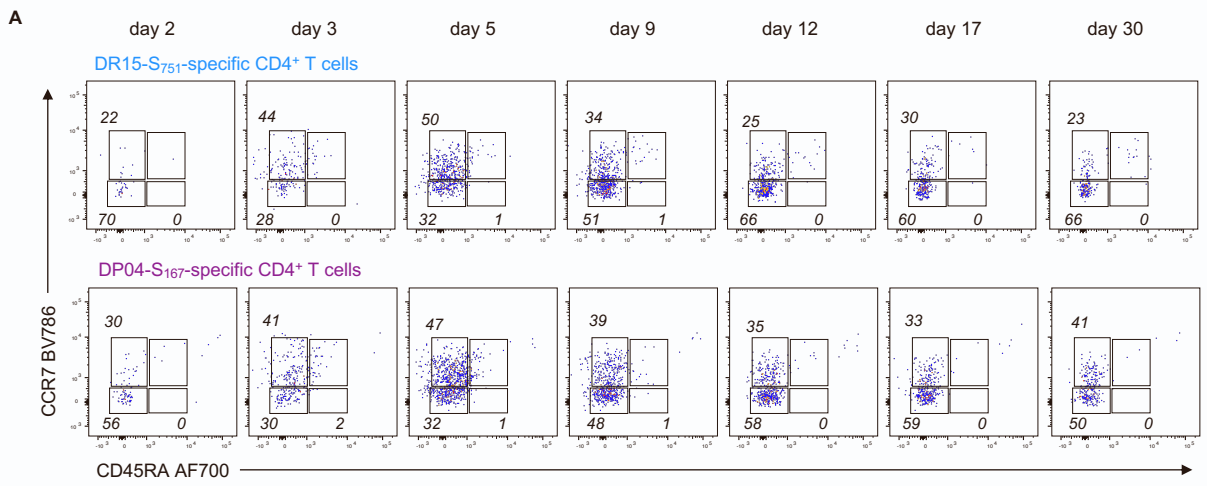 A
day 2 day 3 day 5 day 9 day 12 day 17 day 30
DR15-S751-specific CD4+ T cells
22 44 50 34 25 30 23
70 0 28 0 32 1 51 1 66 0 60 0 66 0
DP04-S167-specific CD4+ T cells
30 41 47 39 35 33 41
56 0 30 2 32 1 48 1 58 0 59 0 50 0
CCR7 BV786
CD45RA AF700